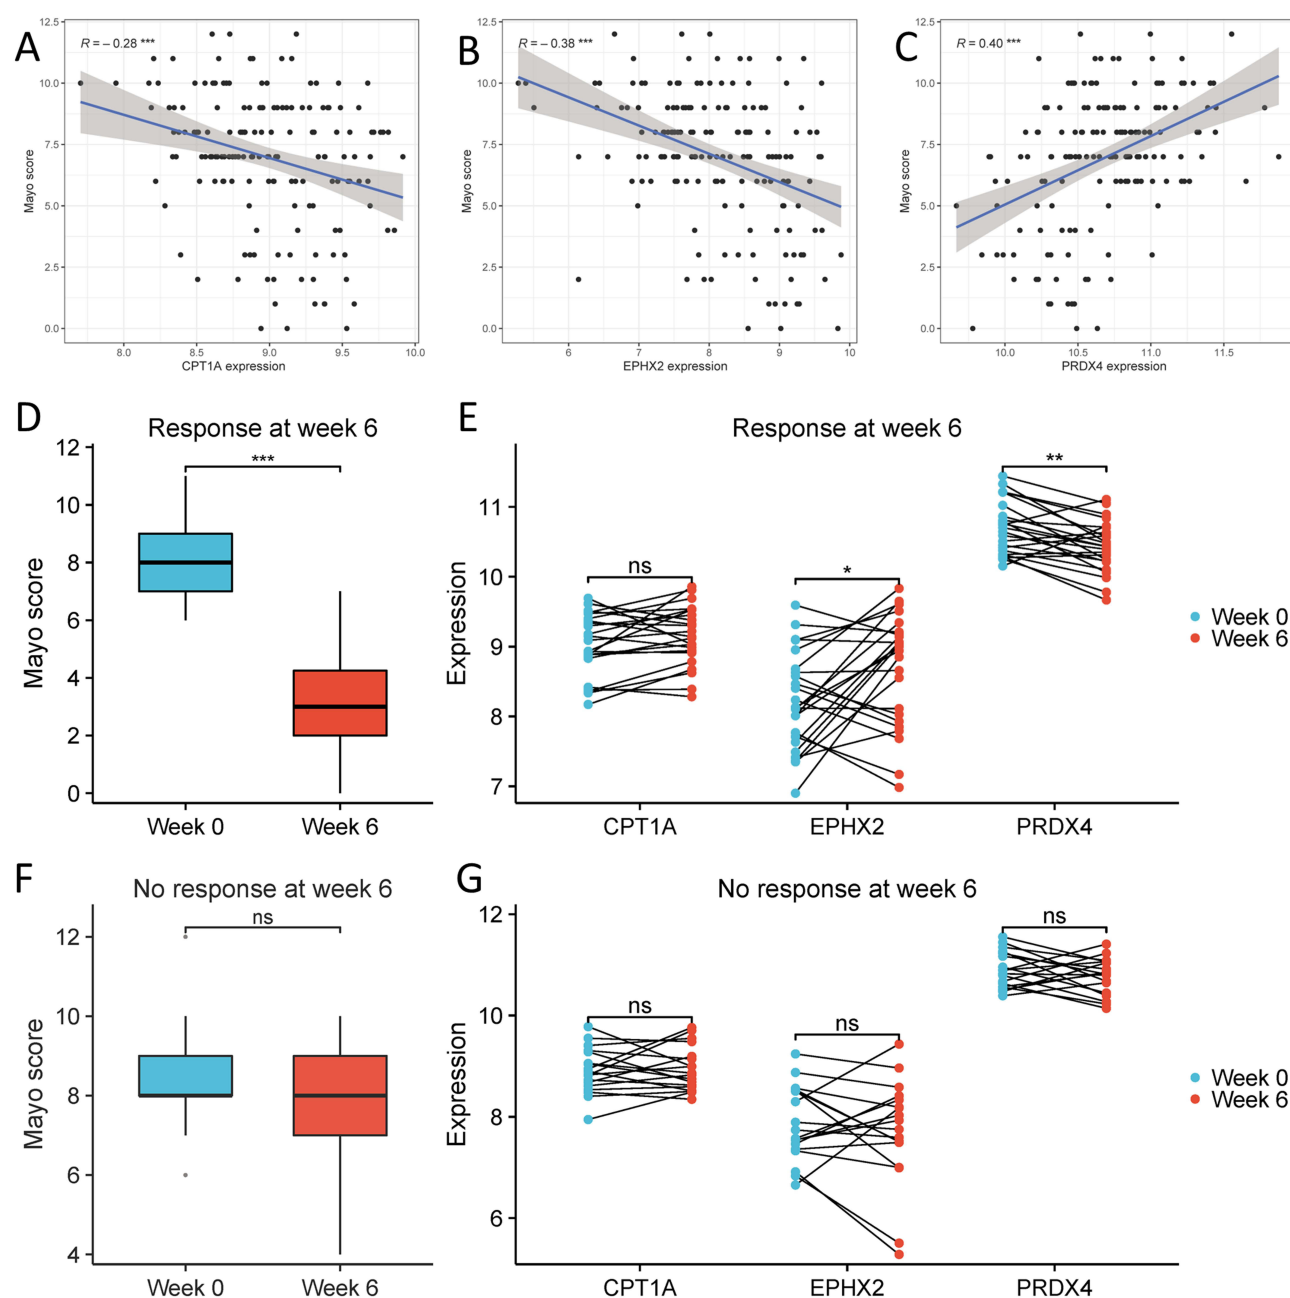 A
R = − 0.28 ***
12.5
10.0
7.5
5.0
2.5
0.0
Mayo score
8.0 8.5 9.0 9.5 10.0
CPT1A expression
B
R = − 0.38 ***
12.5
10.0
7.5
5.0
2.5
0.0
Mayo score
6 7 8 9 10
EPHX2 expression
C
R = 0.40 ***
12.5
10.0
7.5
5.0
2.5
0.0
Mayo score
10.0 10.5 11.0 11.5
PRDX4 expression
D
Response at week 6
***
12
10
8
6
4
2
0
Mayo score
Week 0 Week 6
E
Response at week 6
ns
*
**
11
10
9
8
7
Expression
CPT1A EPHX2 PRDX4
Week 0
Week 6
F
No response at week 6
ns
12
10
8
6
4
Mayo score
Week 0 Week 6
G
No response at week 6
ns
ns
ns
12
10
8
6
Expression
CPT1A EPHX2 PRDX4
Week 0
Week 6